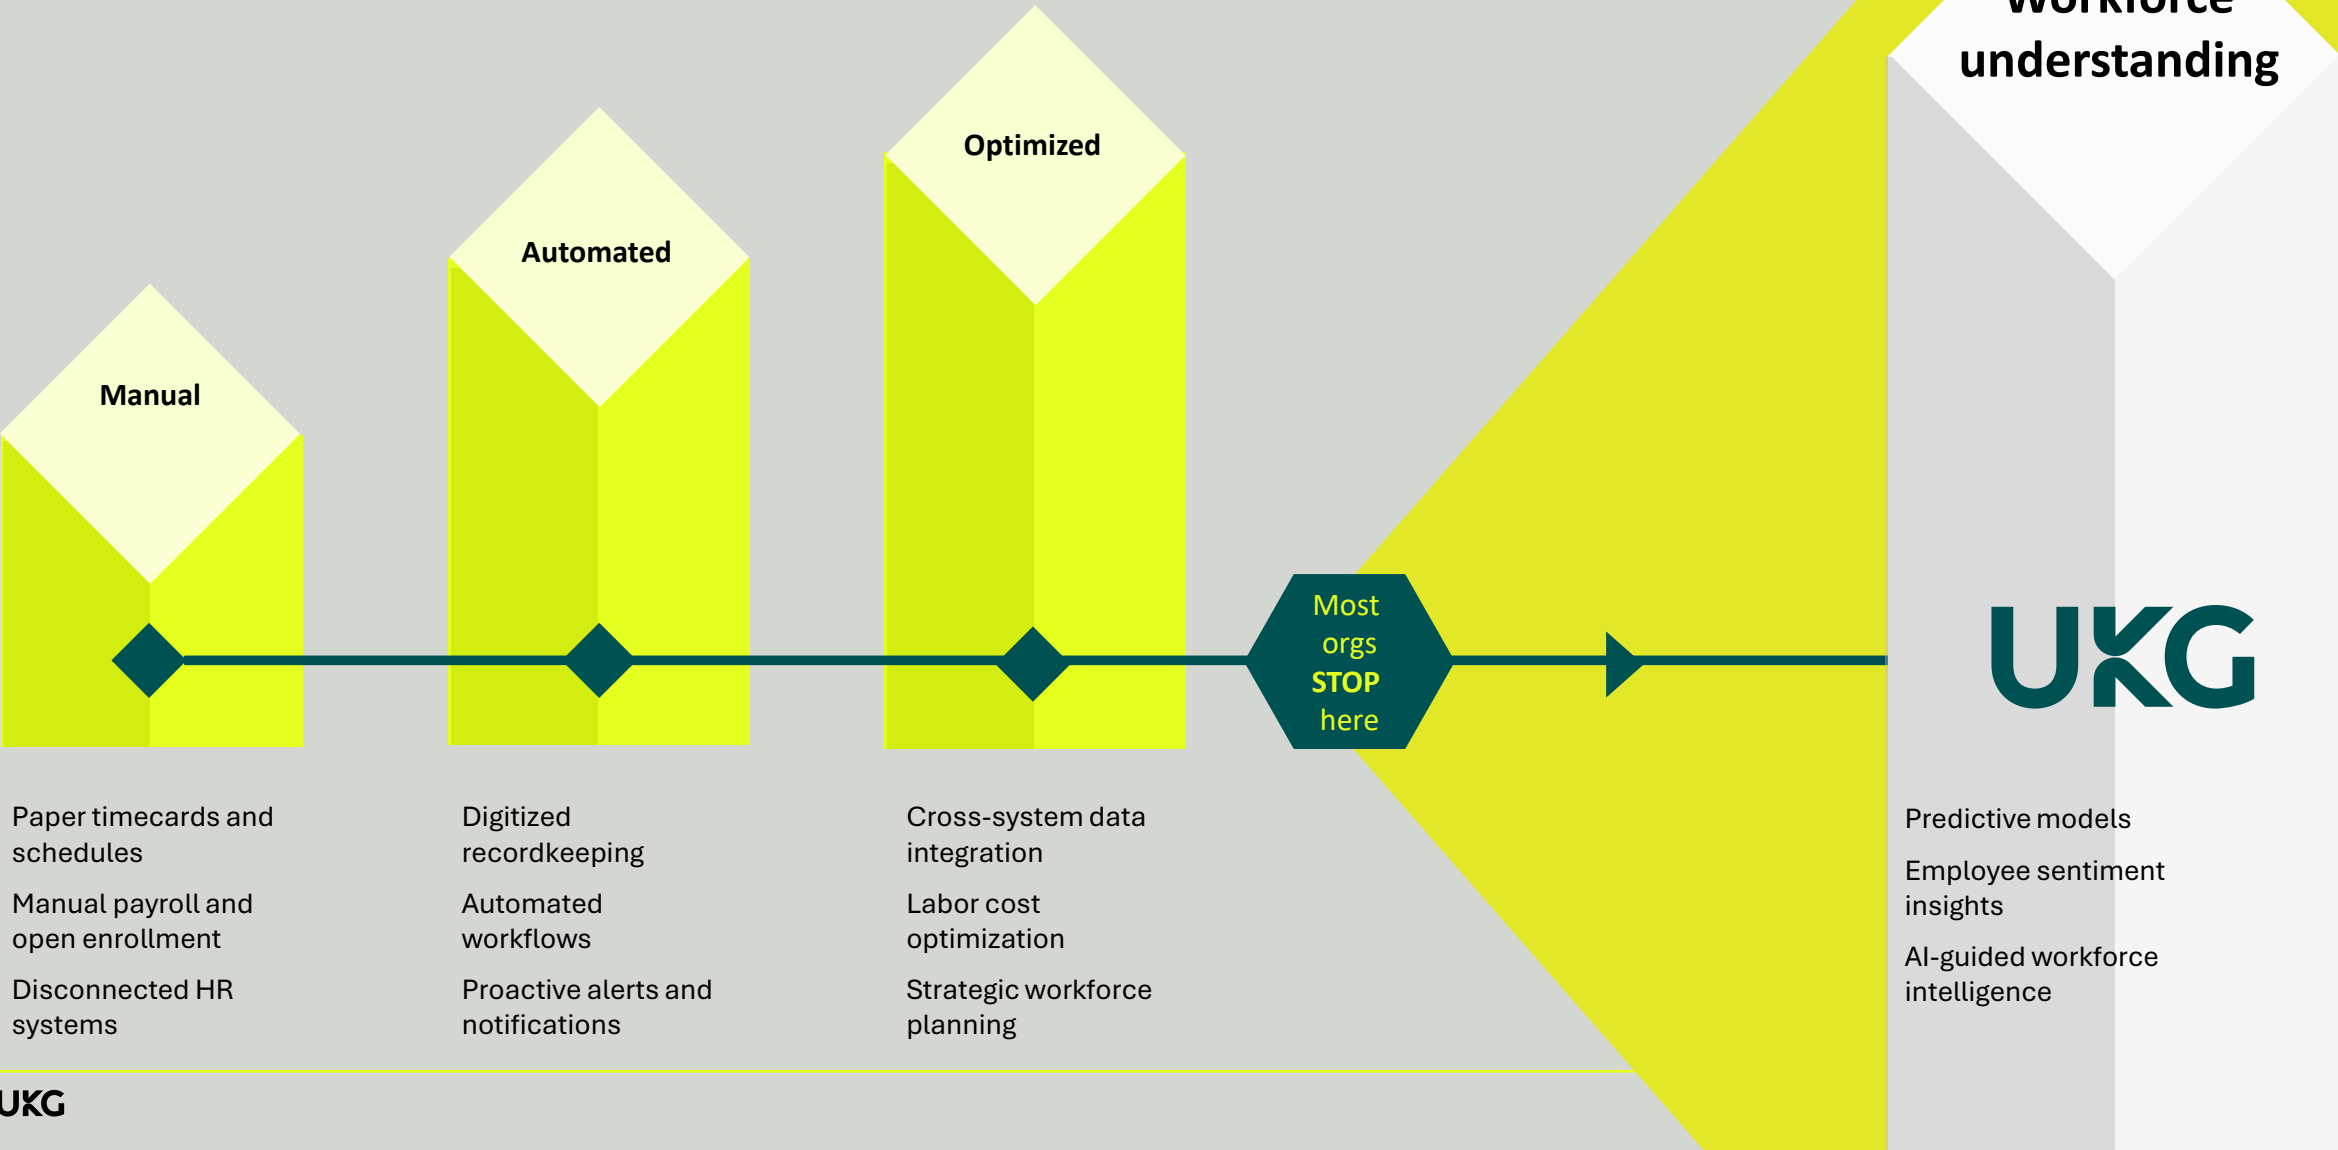 Workforce
understanding
Optimized
Automated
Manual
Most
orgs
STOP
here
UKG
Paper timecards and
schedules
Manual payroll and
open enrollment
Disconnected HR
systems
Digitized
recordkeeping
Automated
workflows
Proactive alerts and
notifications
Cross-system data
integration
Labor cost
optimization
Strategic workforce
planning
Predictive models
Employee sentiment
insights
AI-guided workforce
intelligence
UKG